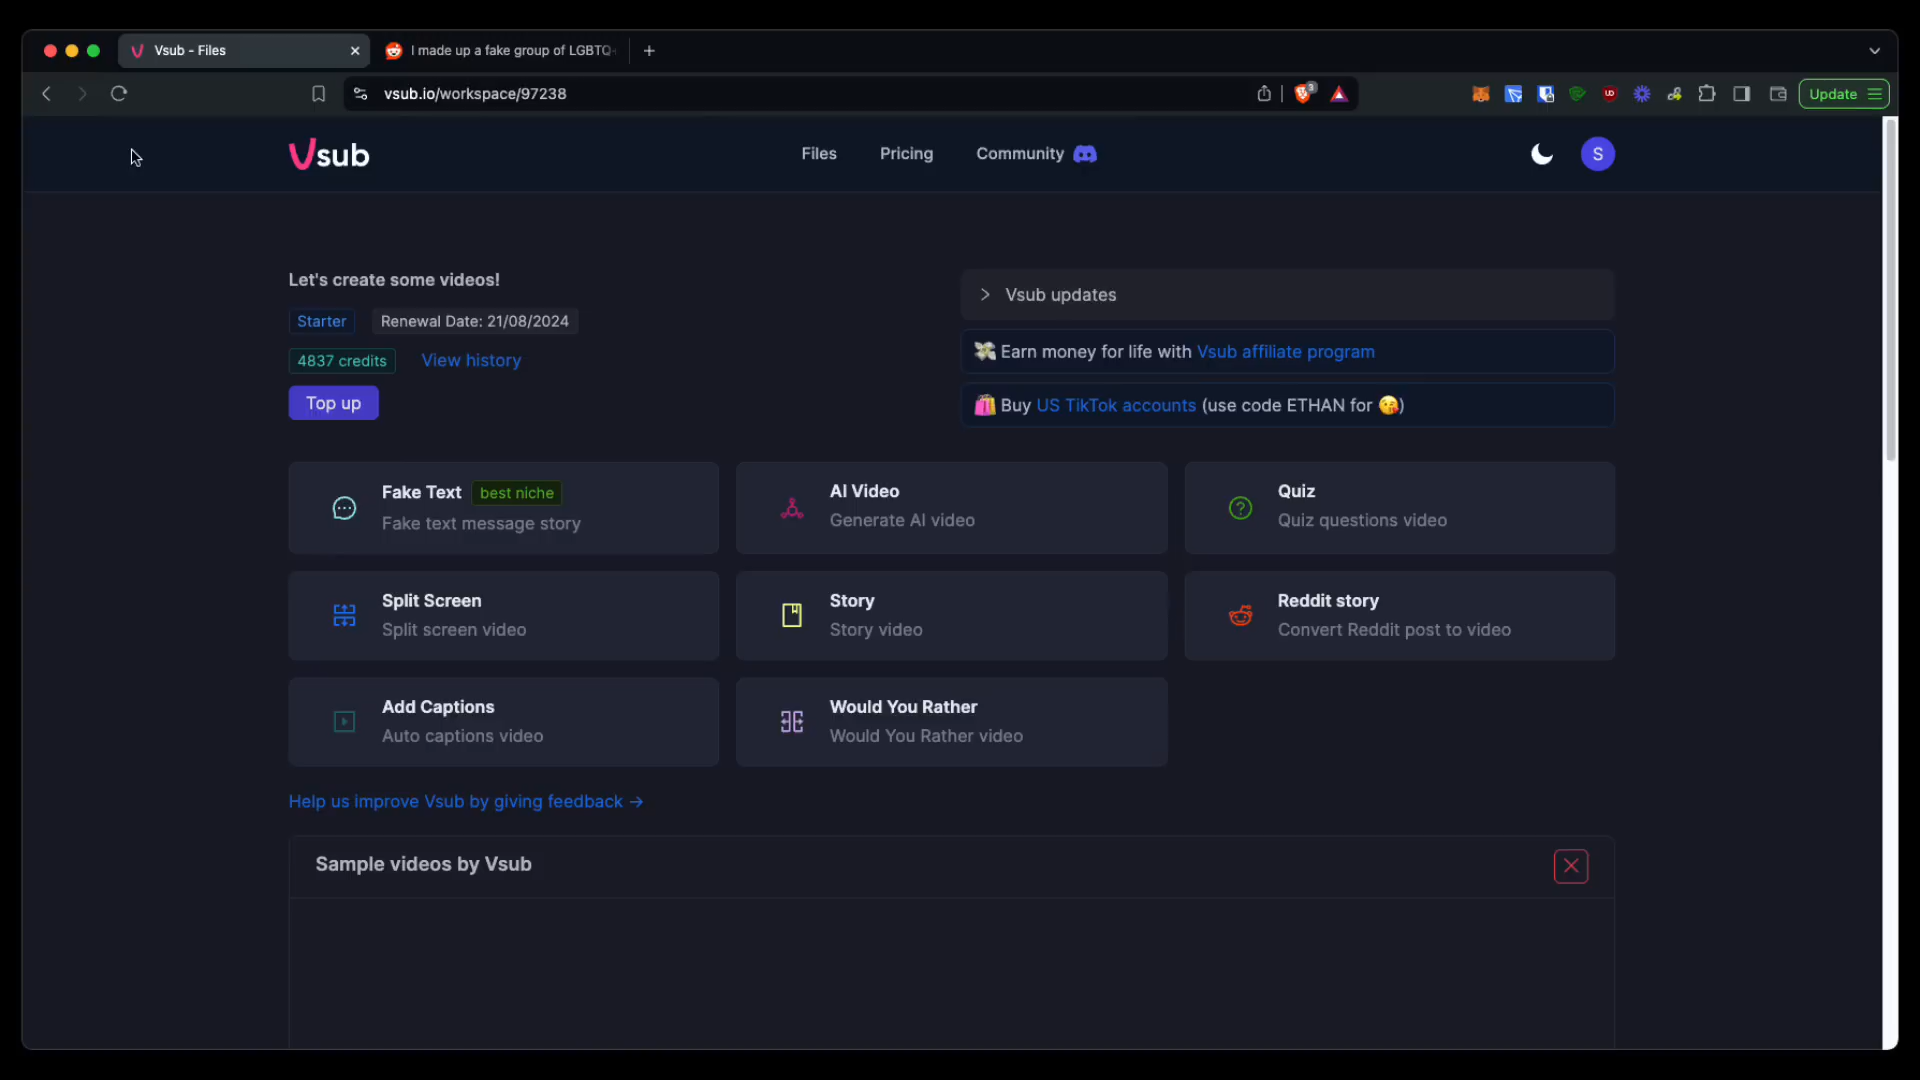 Vsub - Files
I made up a fake group of LGBTQ
vsub.io/workspace/97238
3
Update
Vsub
Files
Pricing
Community
S
Let's create some videos!
Starter
Renewal Date: 21/08/2024
4837 credits
View history
Top up
Vsub updates
💸 Earn money for life with Vsub affiliate program
🛍️ Buy US TikTok accounts (use code ETHAN for 😘)
Fake Text best niche
Fake text message story
AI Video
Generate AI video
Quiz
Quiz questions video
Split Screen
Split screen video
Story
Story video
Reddit story
Convert Reddit post to video
Add Captions
Auto captions video
Would You Rather
Would You Rather video
Help us improve Vsub by giving feedback →
Sample videos by Vsub